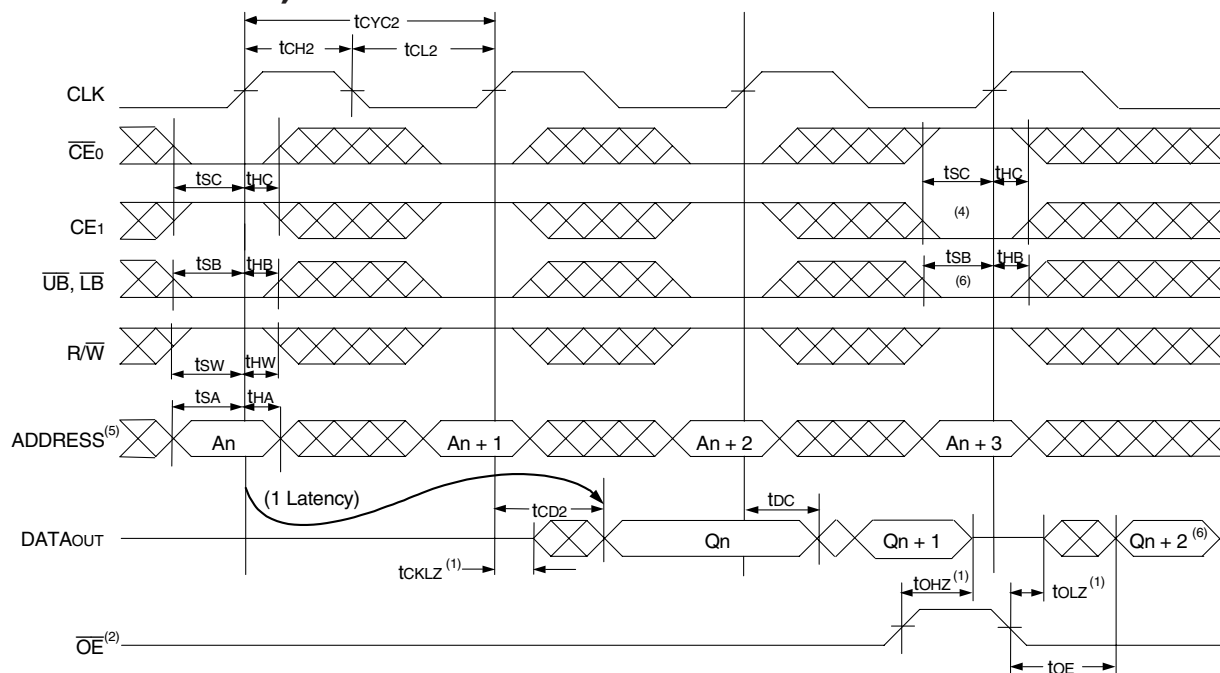 tCYC2
tCH2 tCL2
CLK
CE0
tSC tHC tSC tHC
CE1 (4)
tSB tHB tSB tHB
UB, LB (6)
R/W
tSW tHW
tSA tHA
ADDRESS(5) An An + 1 An + 2 An + 3
(1 Latency) tCD2 tDC
DATAOUT Qn Qn + 1 Qn + 2 (6)
tCKLZ (1) tOHZ (1) tOLZ (1)
OE(2)
tOE